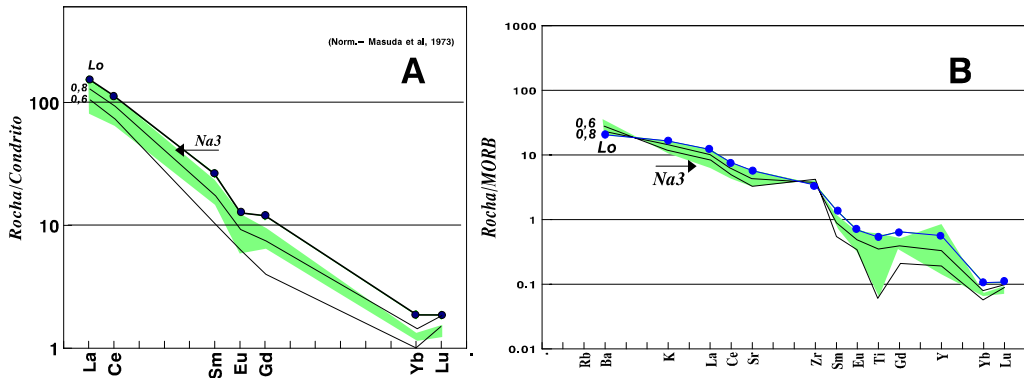 (Norm.– Masuda et al, 1973)
A
Lo
0,8
0,6
100
10
1
Na3
Rocha/Condrito
La
Ce
Sm
Eu
Gd
Yb
Lu
B
1000
100
10
1
0.1
0.01
0,6
0,8
Lo
Na3
Rocha/MORB
Rb
Ba
K
La
Ce
Sr
Zr
Sm
Eu
Ti
Gd
Y
Yb
Lu